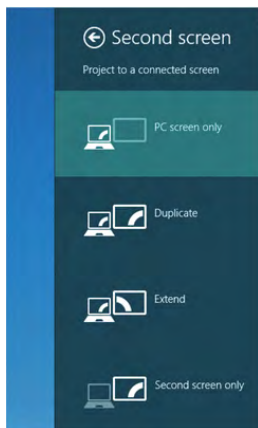 Second screen
Project to a connected screen
PC screen only
Duplicate
Extend
Second screen only